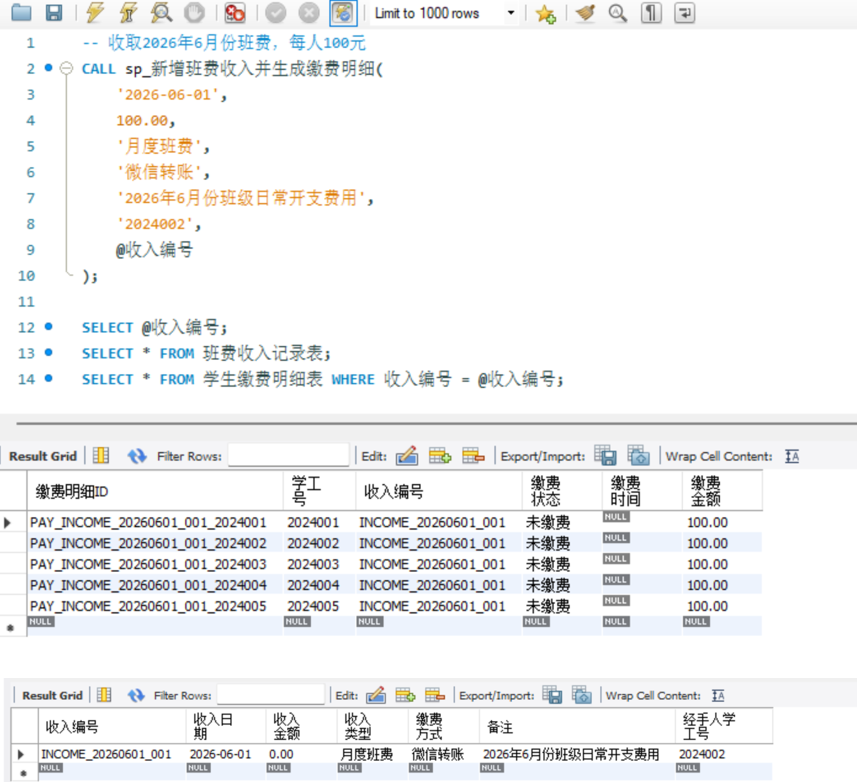 Limit to 1000 rows
1 -- 收取2026年6月份班费，每人100元
2 CALL sp_新增班费收入并生成缴费明细(
3 '2026-06-01',
4 100.00,
5 '月度班费',
6 '微信转账',
7 '2026年6月份班级日常开支费用',
8 '2024002',
9 @收入编号
10 );
11
12 SELECT @收入编号;
13 SELECT * FROM 班费收入记录表;
14 SELECT * FROM 学生缴费明细表 WHERE 收入编号 = @收入编号;
Result Grid Filter Rows: Edit: Export/Import: Wrap Cell Content: IA
缴费明细ID 学工号 收入编号 缴费状态 缴费时间 缴费金额
PAY_INCOME_20260601_001_2024001 2024001 INCOME_20260601_001 未缴费 NULL 100.00
PAY_INCOME_20260601_001_2024002 2024002 INCOME_20260601_001 未缴费 NULL 100.00
PAY_INCOME_20260601_001_2024003 2024003 INCOME_20260601_001 未缴费 NULL 100.00
PAY_INCOME_20260601_001_2024004 2024004 INCOME_20260601_001 未缴费 NULL 100.00
PAY_INCOME_20260601_001_2024005 2024005 INCOME_20260601_001 未缴费 NULL 100.00
NULL NULL NULL NULL NULL NULL
Result Grid Filter Rows: Edit: Export/Import: Wrap Cell Content: IA
收入编号 收入日期 收入金额 收入类型 缴费方式 备注 经手人学工号
INCOME_20260601_001 2026-06-01 0.00 月度班费 微信转账 2026年6月份班级日常开支费用 2024002
NULL NULL NULL NULL NULL NULL NULL